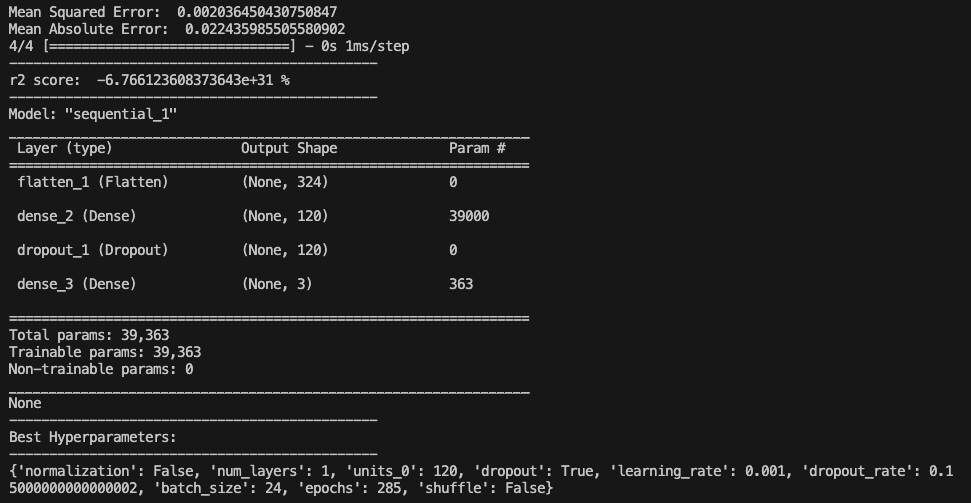 Mean Squared Error:  0.002036450430750847
Mean Absolute Error:  0.022435985505580902
4/4 [==============================] - 0s 1ms/step
----------------------------------------------
r2 score:  -6.766123608373643e+31 %
----------------------------------------------
Model: "sequential_1"
_________________________________________________________________
 Layer (type)                Output Shape              Param #
=================================================================
 flatten_1 (Flatten)         (None, 324)               0
 dense_2 (Dense)             (None, 120)               39000
 dropout_1 (Dropout)         (None, 120)               0
 dense_3 (Dense)             (None, 3)                 363
=================================================================
Total params: 39,363
Trainable params: 39,363
Non-trainable params: 0
_________________________________________________________________
None
----------------------------------------------
Best Hyperparameters:
----------------------------------------------
{'normalization': False, 'num_layers': 1, 'units_0': 120, 'dropout': True, 'learning_rate': 0.001, 'dropout_rate': 0.1
5000000000000002, 'batch_size': 24, 'epochs': 285, 'shuffle': False}